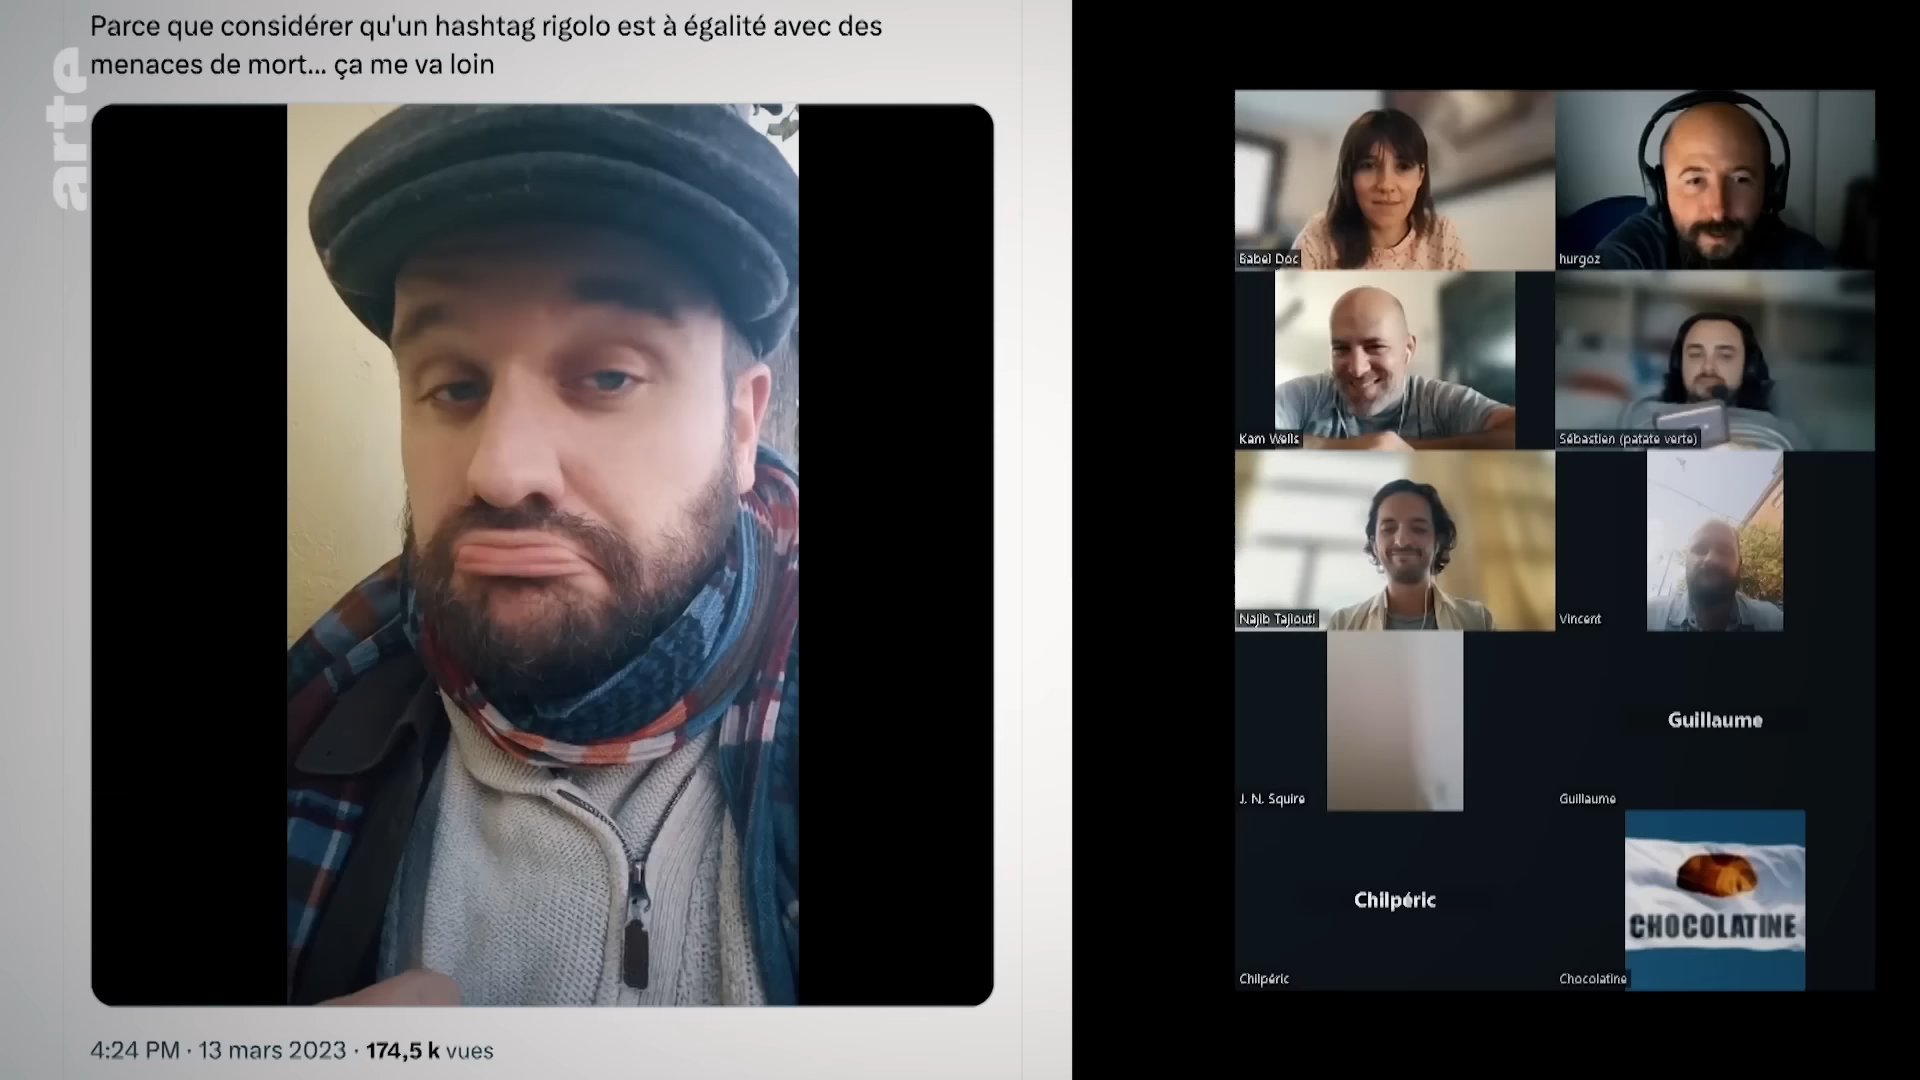 Parce que considérer qu'un hashtag rigolo est à égalité avec des
menaces de mort... ça me va loin
arte
4:24 PM · 13 mars 2023 · 174,5 k vues
Babel Doc
hurgoz
Kam Wells
Sébastien (patate verte)
Najib Tajiouti
Vincent
J. N. Squire
Guillaume
Guillaume
Chilpéric
Chilpéric
CHOCOLATINE
Chocolatine